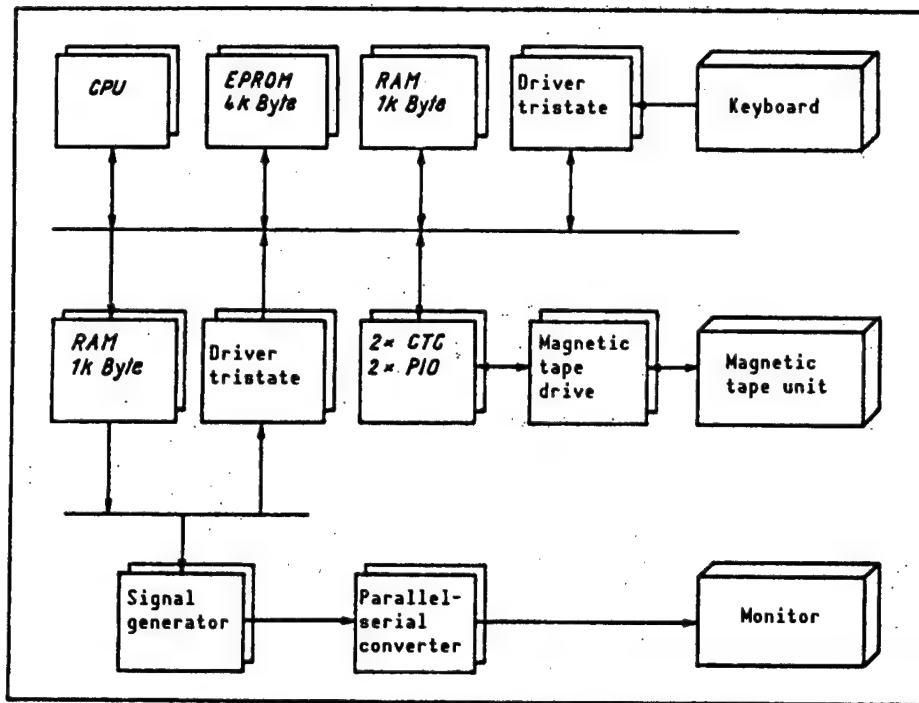 CPU
EPROM
4k Byte
RAM
1k Byte
Driver
tristate
Keyboard
RAM
1k Byte
Driver
tristate
2× CTC
2× PIO
Magnetic
tape
drive
Magnetic
tape unit
Signal
generator
Parallel-
serial
converter
Monitor